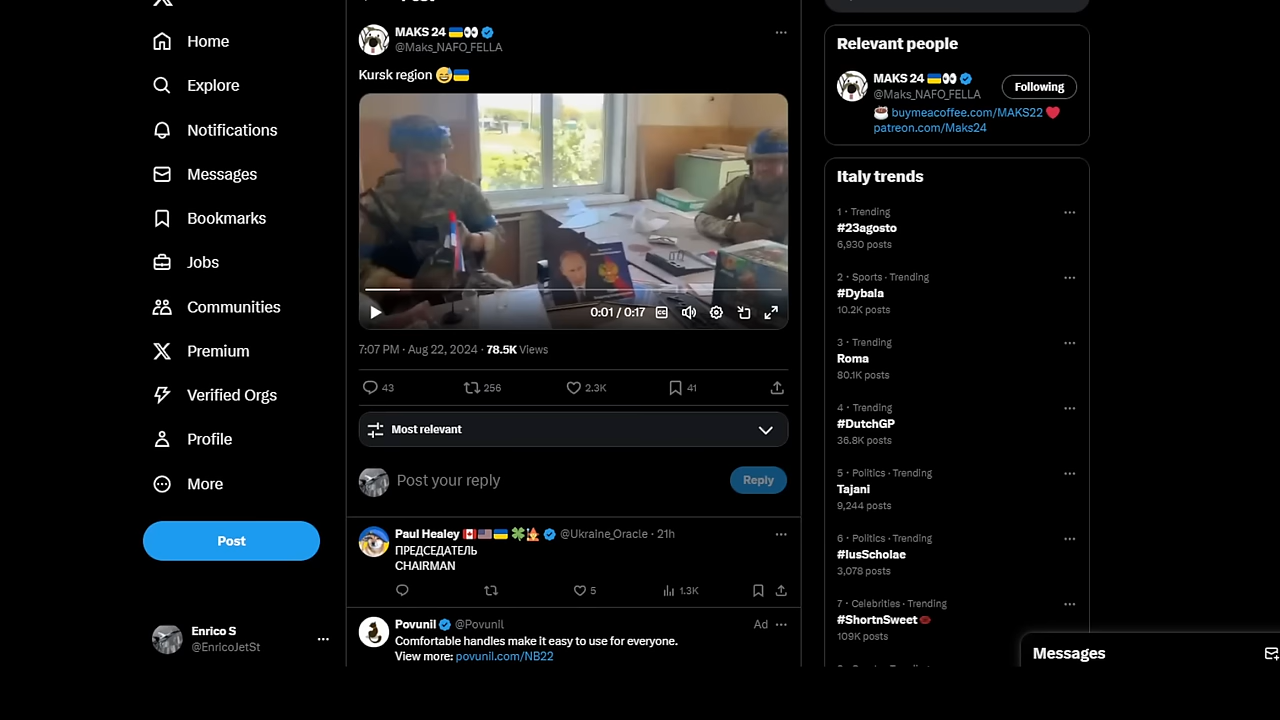 Home
Explore
Notifications
Messages
Bookmarks
Jobs
Communities
Premium
Verified Orgs
Profile
More
Post
Enrico S
@EnricoJetSt
MAKS 24
@Maks_NAFO_FELLA
Kursk region
0:01 / 0:17
7:07 PM · Aug 22, 2024 · 78.5K Views
43 256 2.3K 41
Most relevant
Post your reply
Reply
Paul Healey @Ukraine_Oracle · 21h
ПРЕДСЕДАТЕЛЬ
CHAIRMAN
5 1.3K
Povunil @Povunil Ad
Comfortable handles make it easy to use for everyone.
View more: povunil.com/NB22
Relevant people
MAKS 24
@Maks_NAFO_FELLA
Following
buymeacoffee.com/MAKS22
patreon.com/Maks24
Italy trends
1 · Trending
#23agosto
6,930 posts
2 · Sports · Trending
#Dybala
10.2K posts
3 · Trending
Roma
80.1K posts
4 · Trending
#DutchGP
36.8K posts
5 · Politics · Trending
Tajani
9,244 posts
6 · Politics · Trending
#IusScholae
3,078 posts
7 · Celebrities · Trending
#ShortnSweet
109K posts
Messages